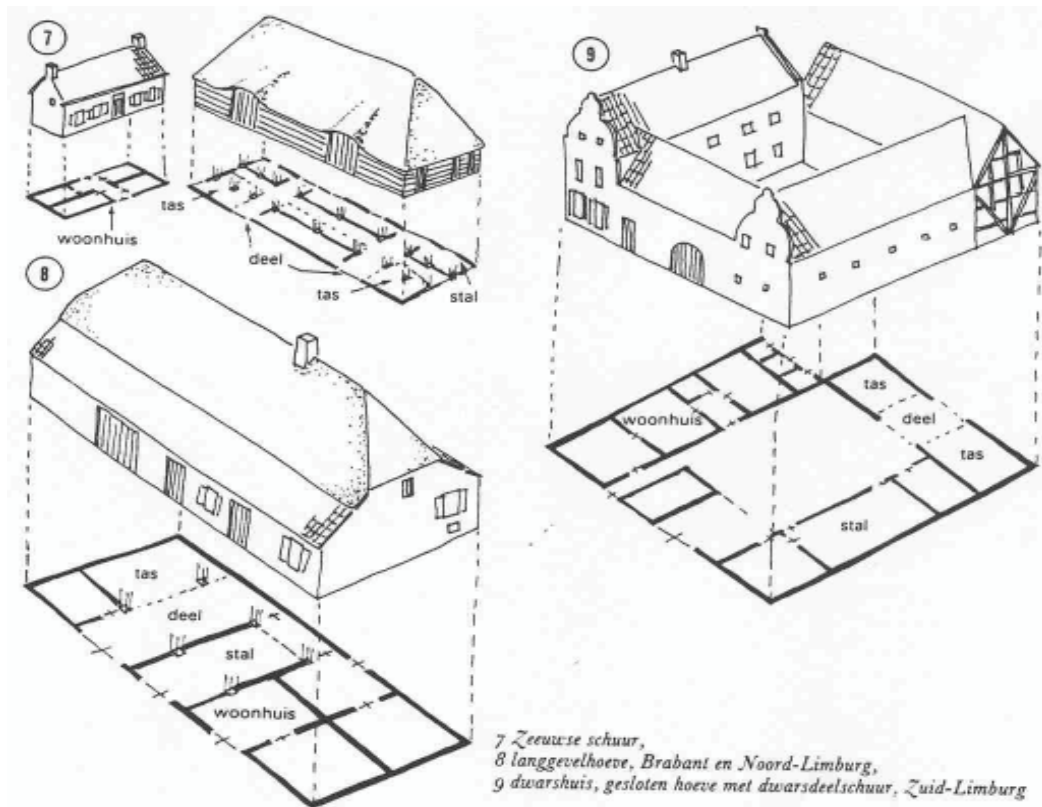 7
tas
woonhuis
deel
tas
stal
8
tas
deel
stal
woonhuis
9
woonhuis
tas
deel
tas
stal
7 Zeeuwse schuur,
8 langgevelhoeve, Brabant en Noord-Limburg,
9 dwarshuis, gesloten hoeve met dwarsdeelschuur, Zuid-Limburg